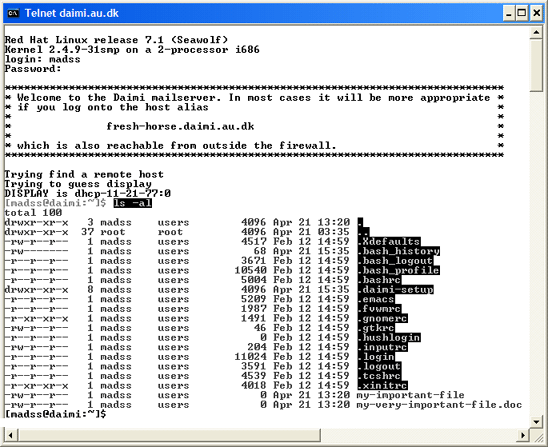 Telnet daimi.au.dk
Red Hat Linux release 7.1 (Seawolf)
Kernel 2.4.9-31smp on a 2-processor i686
login: madss
Password:
***********************************************************************
* Welcome to the Daimi mailserver. In most cases it will be more appropriate *
* if you log onto the host alias *
* *
* fresh-horse.daimi.au.dk *
* *
* which is also reachable from outside the firewall. *
***********************************************************************
Trying find a remote host
Trying to guess display
DISPLAY is dhcp-11-21-77:0
[madss@daimi:~]$ ls -al
total 100
drwxr-xr-x 3 madss users 4096 Apr 21 13:20 .
drwxr-xr-x 37 root root 4096 Apr 21 03:35 ..
-rw-r--r-- 1 madss users 4517 Feb 12 14:59 .Xdefaults
-rw------- 1 madss users 68 Apr 21 15:35 .bash_history
-rw-r--r-- 1 madss users 3671 Feb 12 14:59 .bash_logout
-rw-r--r-- 1 madss users 10540 Feb 12 14:59 .bash_profile
-rw-r--r-- 1 madss users 5004 Feb 12 14:59 .bashrc
drwxr-xr-x 8 madss users 4096 Apr 21 15:35 .daimi-setup
-rw-r--r-- 1 madss users 5209 Feb 12 14:59 .emacs
-rw-r--r-- 1 madss users 1987 Feb 12 14:59 .fvwmrc
-rw-r--r-x 1 madss users 1491 Feb 12 14:59 .gnomerc
-rw-r--r-- 1 madss users 46 Feb 12 14:59 .gtkrc
-rw-r--r-- 1 madss users 0 Feb 12 14:59 .hushlogin
-rw-r--r-- 1 madss users 204 Feb 12 14:59 .inputrc
-rw-r--r-- 1 madss users 11024 Feb 12 14:59 .login
-rw-r--r-- 1 madss users 3591 Feb 12 14:59 .logout
-rw-r--r-- 1 madss users 4539 Feb 12 14:59 .tcshrc
-rw-xr-xr-x 1 madss users 4018 Feb 12 14:59 .xinitrc
-rw-rw-r-- 1 madss users 0 Apr 21 13:20 my-important-file
-rw-rw-r-- 1 madss users 0 Apr 21 13:20 my-very-important-file.doc
[madss@daimi:~]$